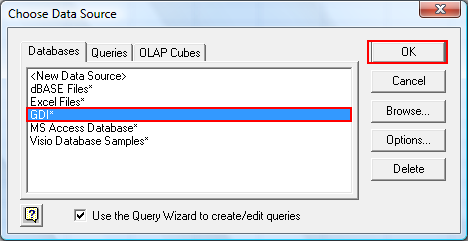 Choose Data Source
Databases
Queries
OLAP Cubes
OK
<New Data Source>
dBASE Files*
Excel Files*
GDI*
MS Access Database*
Visio Database Samples*
Cancel
Browse...
Options...
Delete
?
Use the Query Wizard to create/edit queries